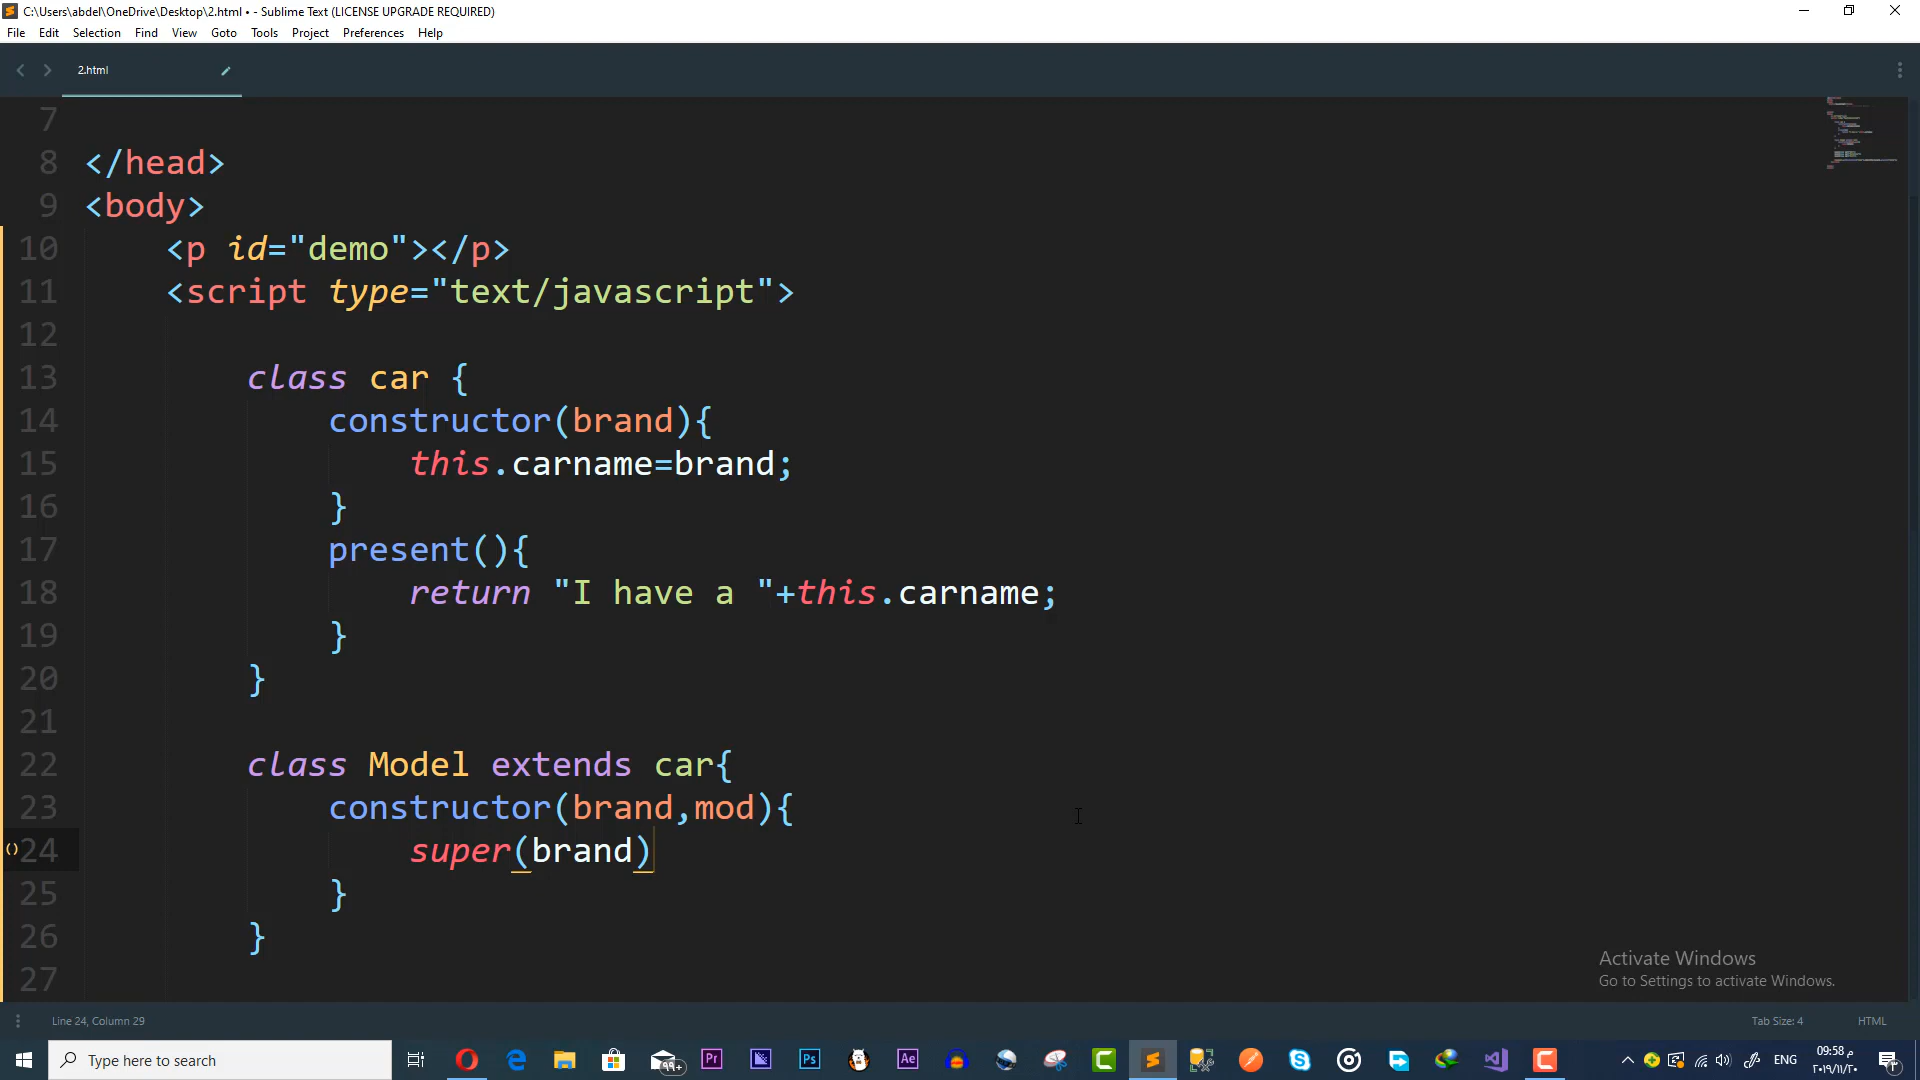 C:\Users\abdel\OneDrive\Desktop\2.html • - Sublime Text (LICENSE UPGRADE REQUIRED)
File Edit Selection Find View Goto Tools Project Preferences Help
2.html
7
8 </head>
9 <body>
10 <p id="demo"></p>
11 <script type="text/javascript">
12
13 class car {
14 constructor(brand){
15 this.carname=brand;
16 }
17 present(){
18 return "I have a "+this.carname;
19 }
20 }
21
22 class Model extends car{
23 constructor(brand,mod){
24 super(brand)
25 }
26 }
27
Activate Windows
Go to Settings to activate Windows.
Line 24, Column 29
Tab Size: 4
HTML
Type here to search
٩٩+
Pr
Ps
Ae
ENG
09:58 م